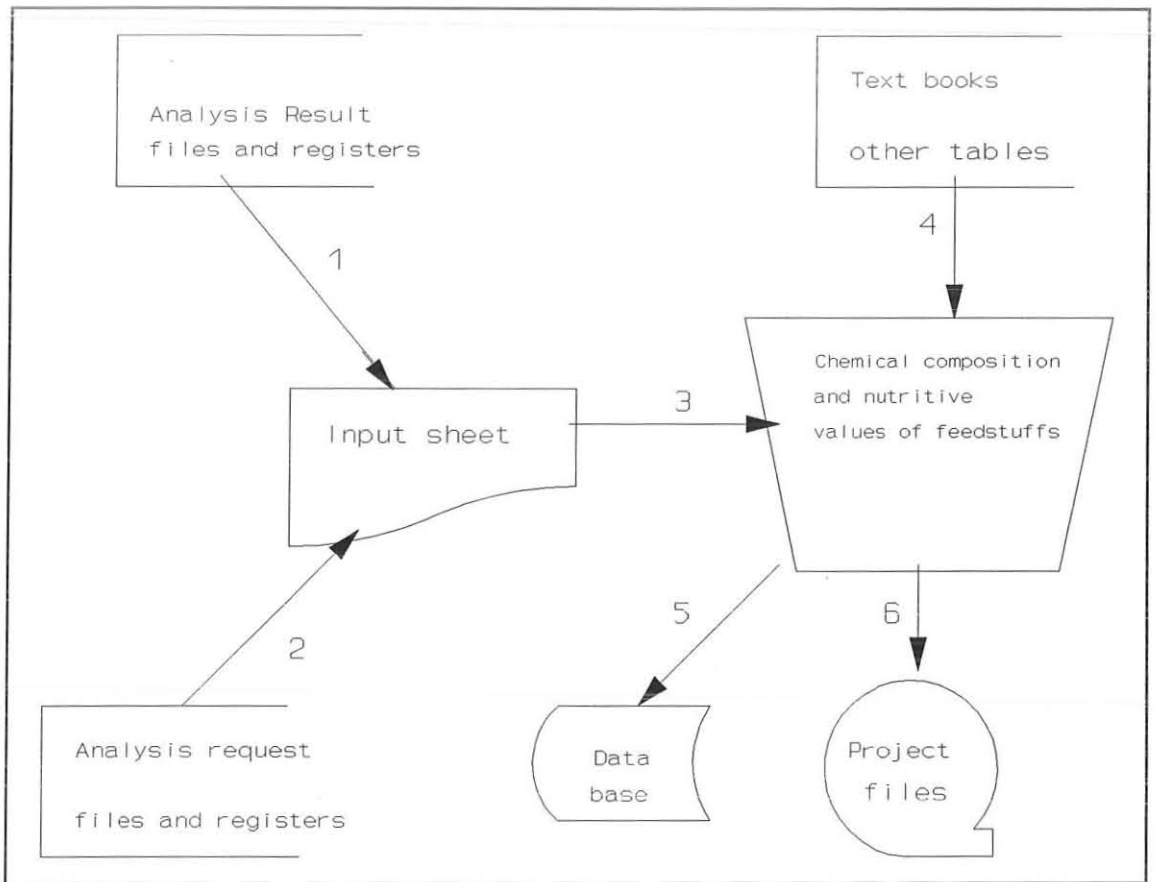 Analysis Result
files and registers
Text books
other tables
1
4
Input sheet
3
Chemical composition
and nutritive
values of feedstuffs
2
5
6
Analysis request
files and registers
Data
base
Project
files